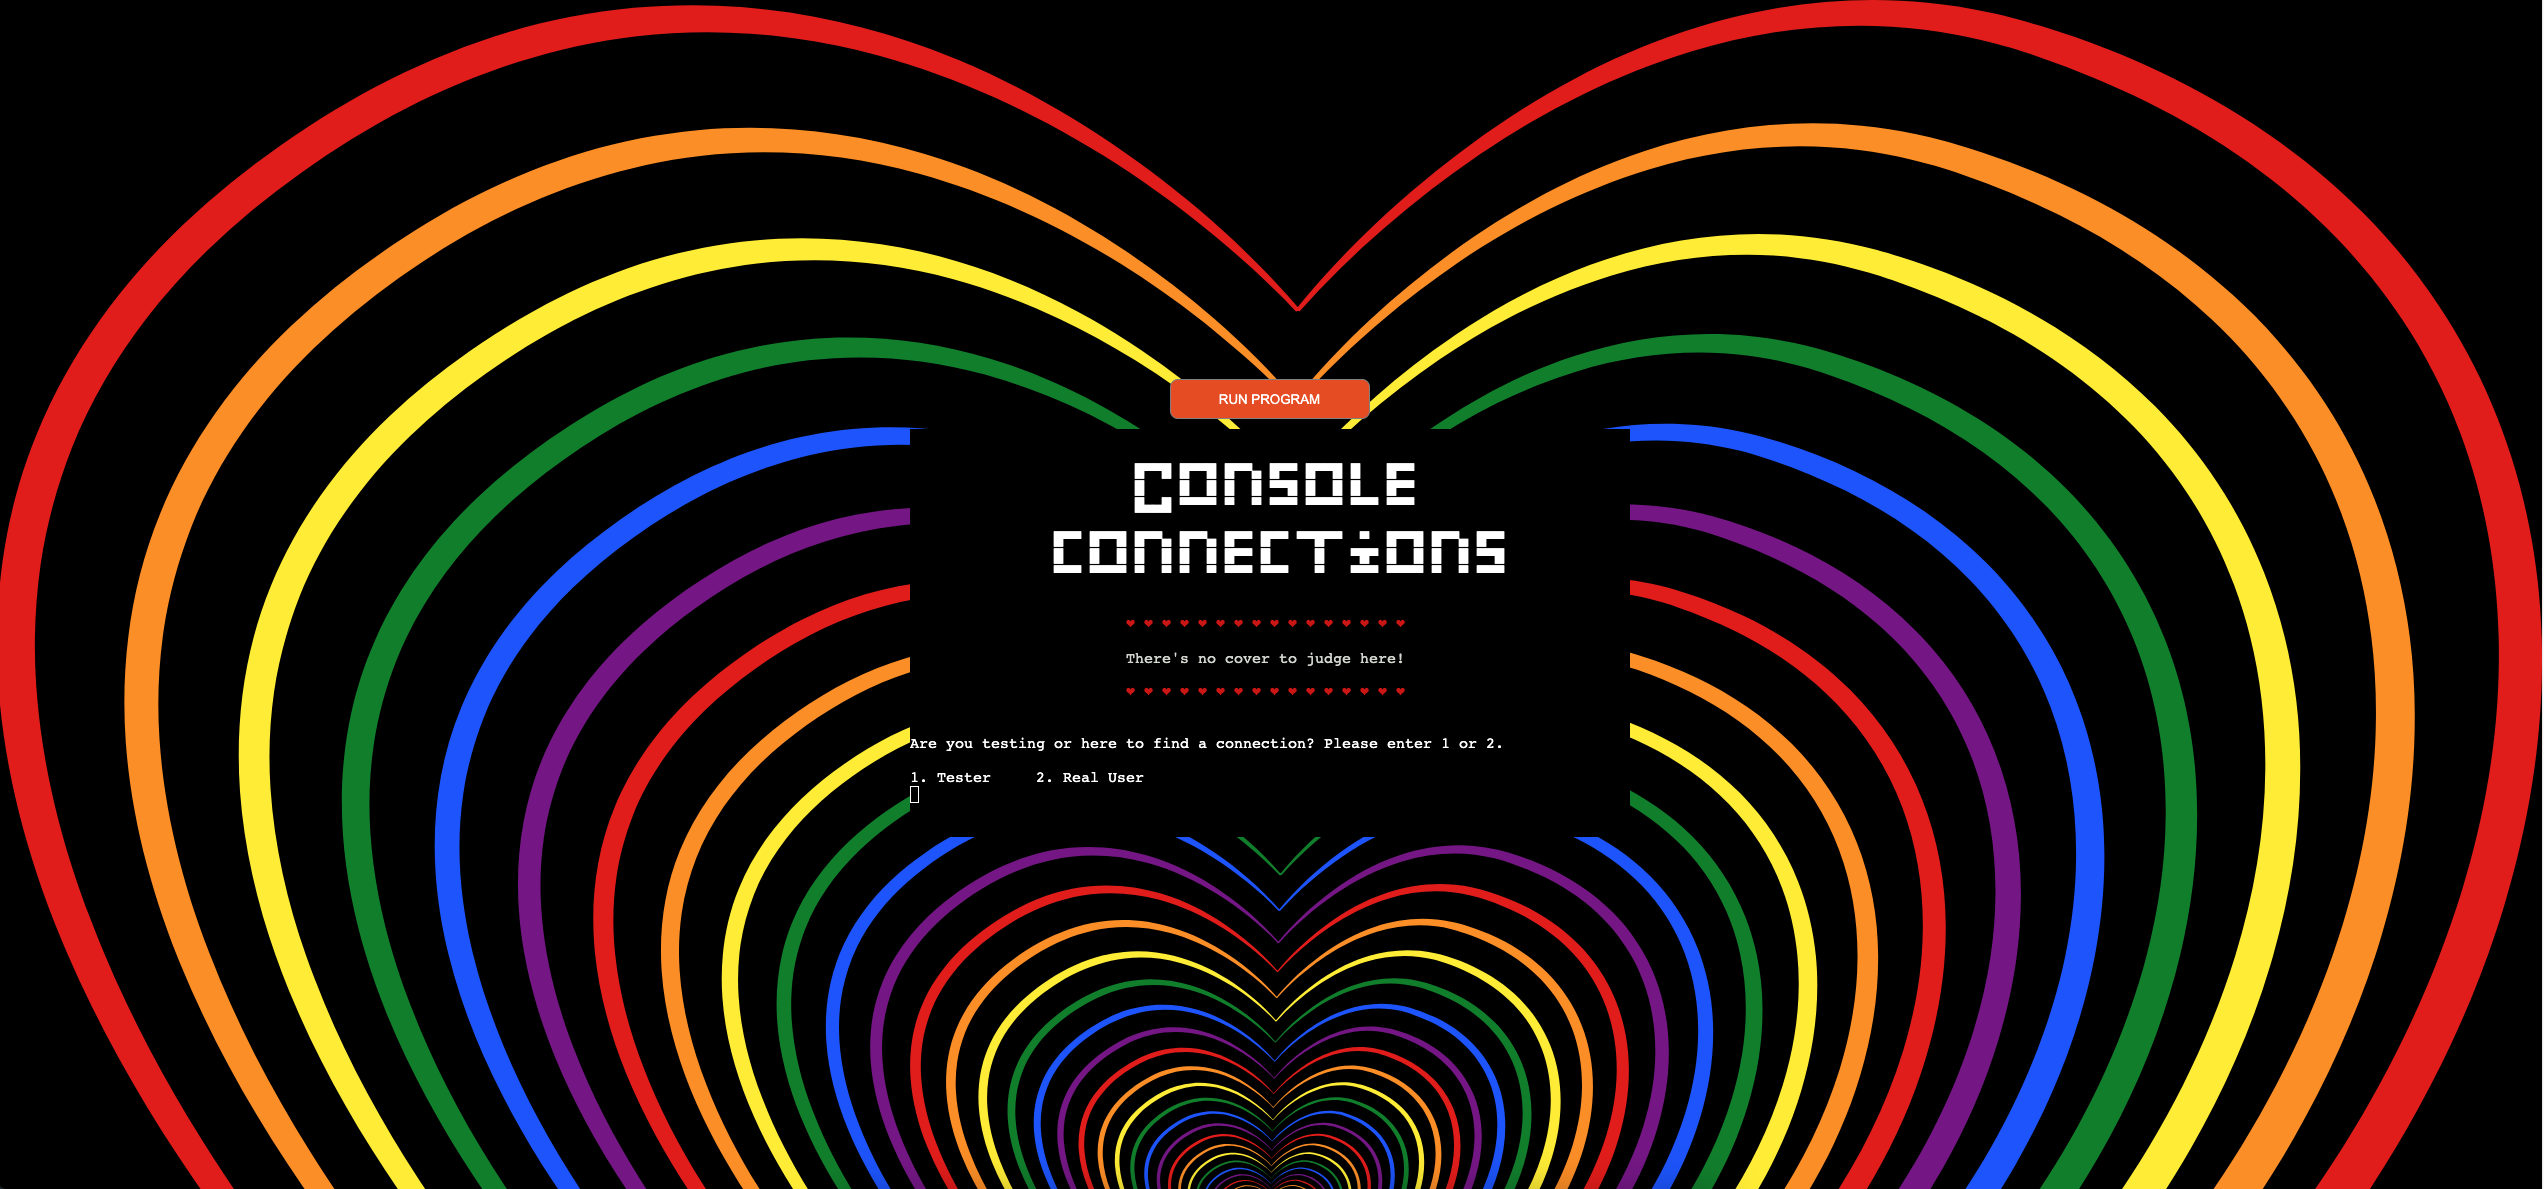 RUN PROGRAM
CONSOLE
CONNECTIONS
There's no cover to judge here!
Are you testing or here to find a connection? Please enter 1 or 2.
1. Tester     2. Real User